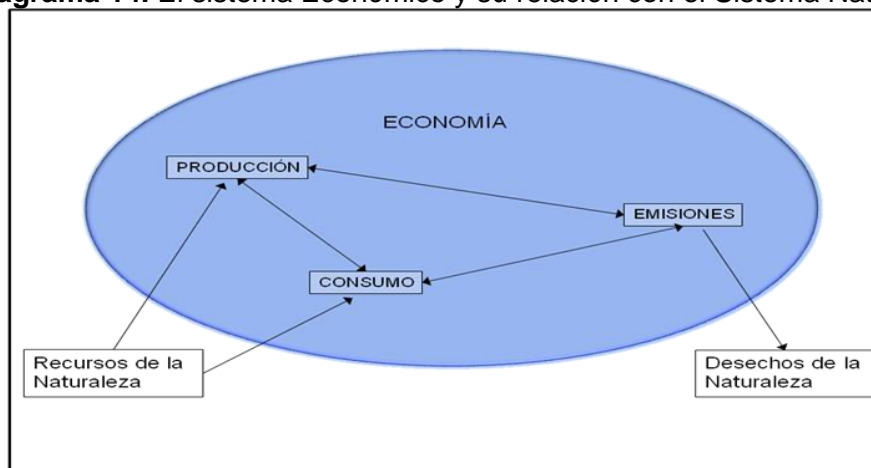 El sistema Económico y su relación con el Sistema
ECONOMÍA
PRODUCCIÓN
EMISIONES
CONSUMO
Recursos de la
Naturaleza
Desechos de la
Naturaleza